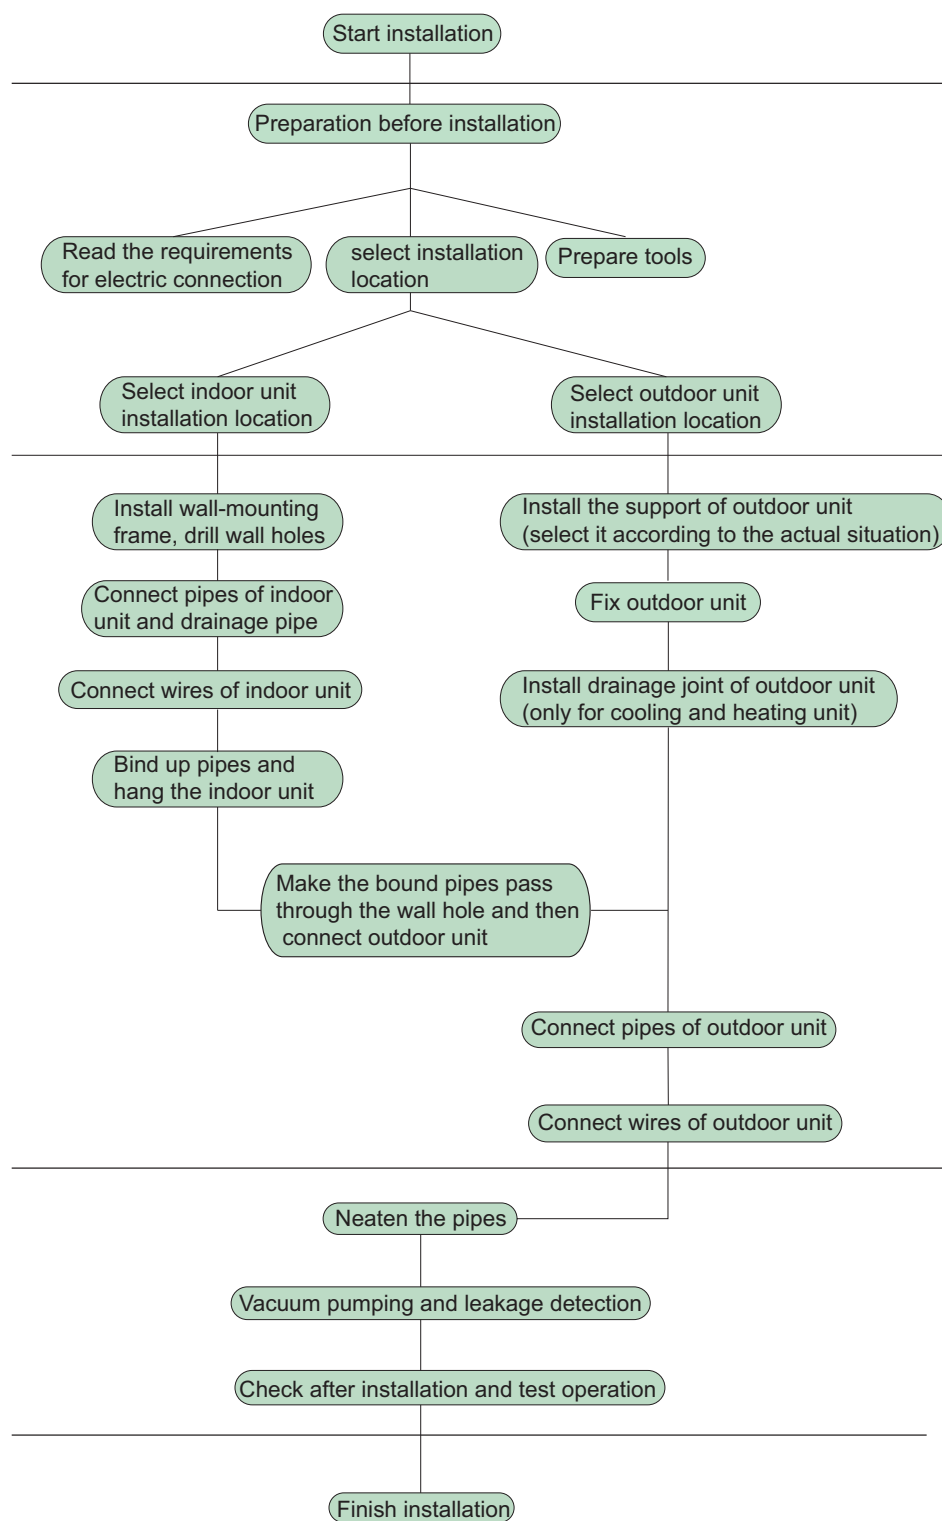 Start installation
Preparation before installation
Read the requirements
for electric connection
select installation
location
Prepare tools
Select indoor unit
installation location
Select outdoor unit
installation location
Install wall-mounting
frame, drill wall holes
Install the support of outdoor unit
(select it according to the actual situation)
Connect pipes of indoor
unit and drainage pipe
Fix outdoor unit
Connect wires of indoor unit
Install drainage joint of outdoor unit
(only for cooling and heating unit)
Bind up pipes and
hang the indoor unit
Make the bound pipes pass
through the wall hole and then
connect outdoor unit
Connect pipes of outdoor unit
Connect wires of outdoor unit
Neaten the pipes
Vacuum pumping and leakage detection
Check after installation and test operation
Finish installation